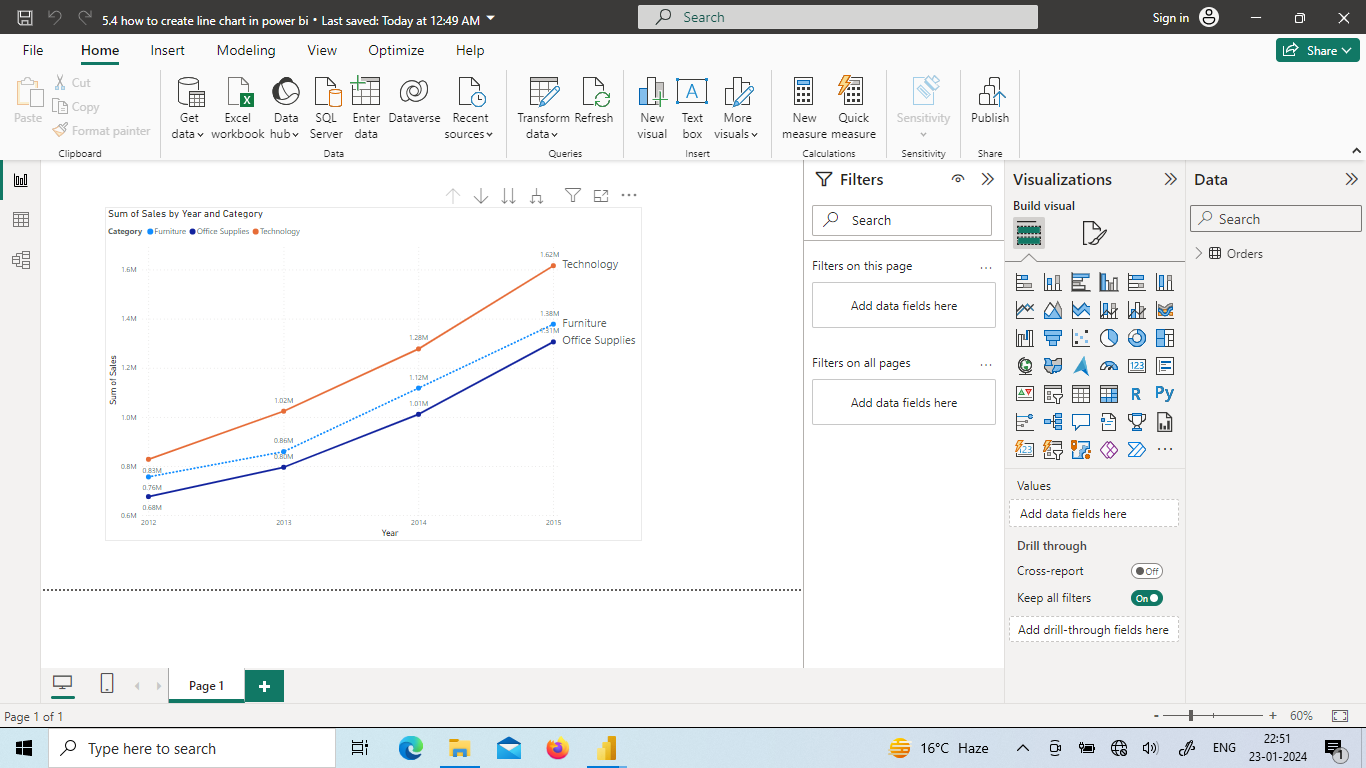 5.4 how to create line chart in power bi • Last saved: Today at 12:49 AM
Search
Sign in
File Home Insert Modeling View Optimize Help
Share
Paste
Cut
Copy
Format painter
Clipboard
Get data
Excel workbook
Data hub
SQL Server
Enter data
Dataverse
Recent sources
Data
Transform data
Refresh
Queries
New visual
Text box
More visuals
Insert
New measure
Quick measure
Calculations
Sensitivity
Sensitivity
Publish
Share
Sum of Sales by Year and Category
Category Furniture Office Supplies Technology
Sum of Sales
1.6M
1.4M
1.2M
1.0M
0.8M
0.6M
1.62M
Technology
1.38M
Furniture
1.31M
Office Supplies
1.28M
1.12M
1.01M
1.02M
0.86M
0.80M
0.83M
0.76M
0.68M
2012 2013 2014 2015
Year
Filters
Search
Filters on this page ...
Add data fields here
Filters on all pages ...
Add data fields here
Visualizations
Build visual
123
R
Py
123
Values
Add data fields here
Drill through
Cross-report Off
Keep all filters On
Add drill-through fields here
Data
Search
Orders
Page 1
+
Page 1 of 1
- + 60%
Type here to search
16°C Haze
ENG
22:51
23-01-2024
1